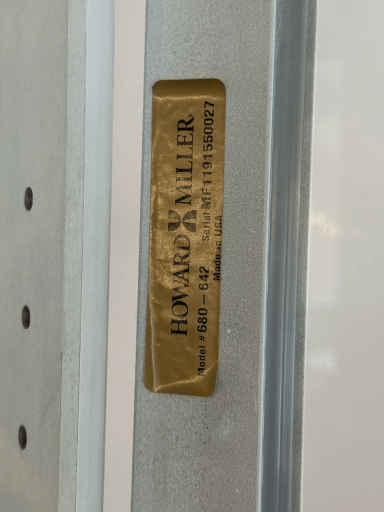 HOWARD MILLER
Model # 680-642 Serial MF1191550027
Made in USA